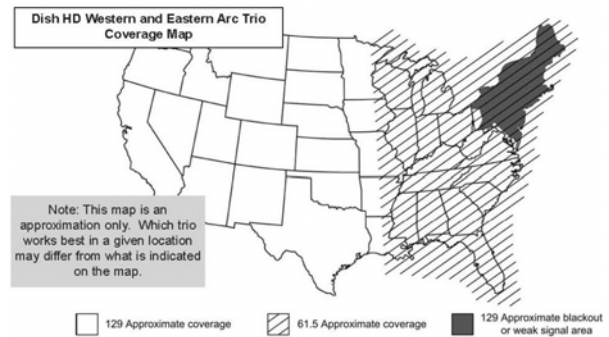 Dish HD Western and Eastern Arc Trio
Coverage Map
Note: This map is an
approximation only. Which trio
works best in a given location
may differ from what is indicated
on the map.
129 Approximate coverage
61.5 Approximate coverage
129 Approximate blackout
or weak signal area